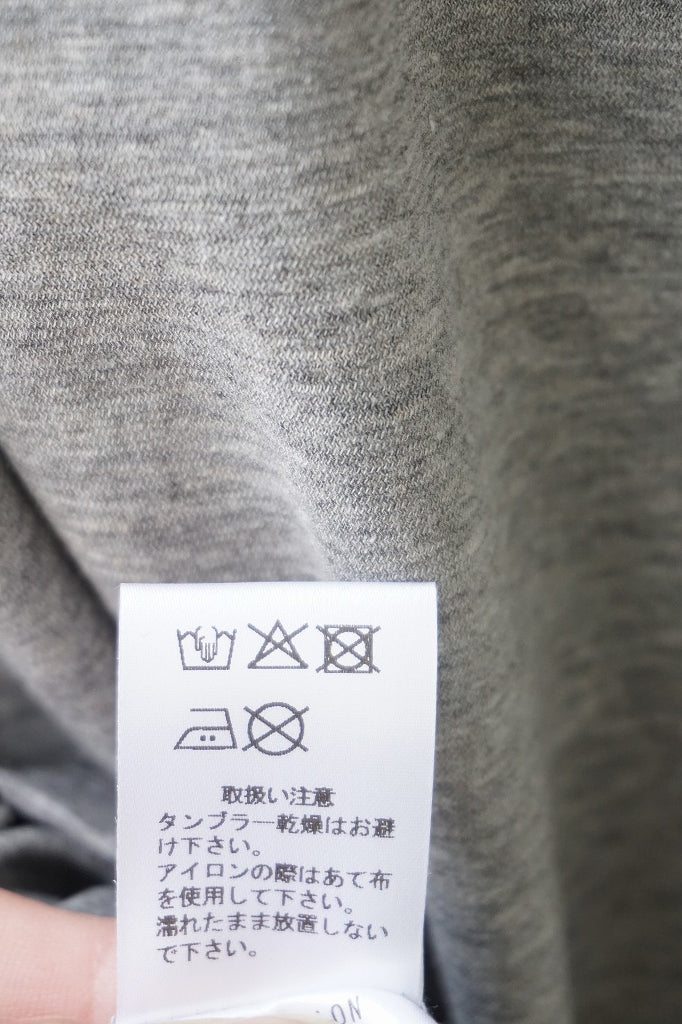 取扱い注意
タンブラー乾燥はお避
け下さい。
アイロンの際はあて布
を使用して下さい。
濡れたまま放置しない
で下さい。
ON